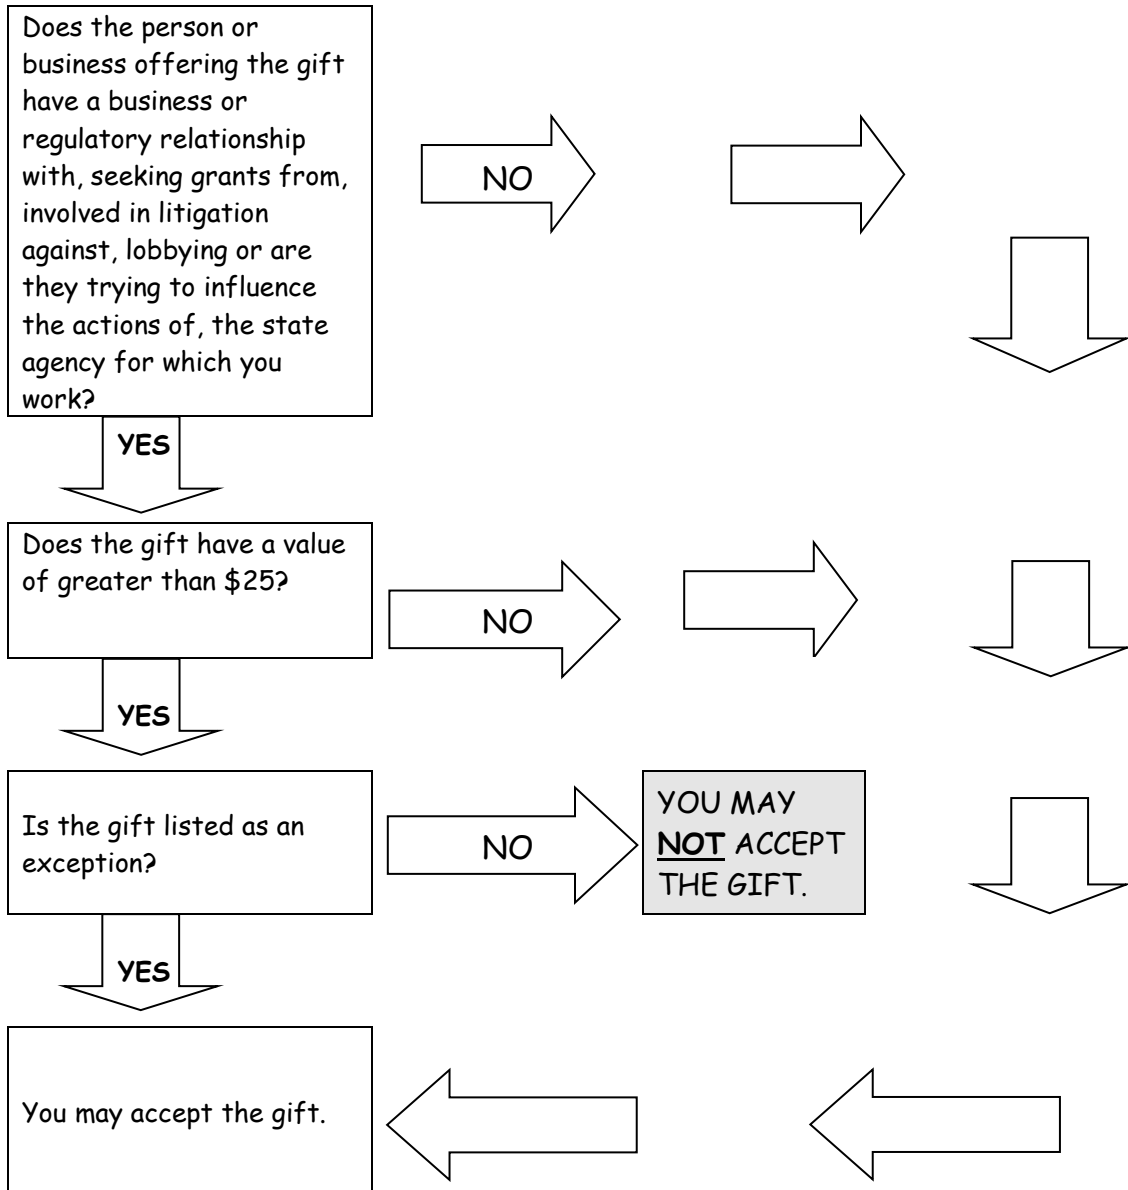 Does the person or
business offering the gift
have a business or
regulatory relationship
with, seeking grants from,
involved in litigation
against, lobbying or are
they trying to influence
the actions of, the state
agency for which you
work?
NO
YES
Does the gift have a value
of greater than $25?
NO
YES
Is the gift listed as an
exception?
NO
YOU MAY
NOT ACCEPT
THE GIFT.
YES
You may accept the gift.